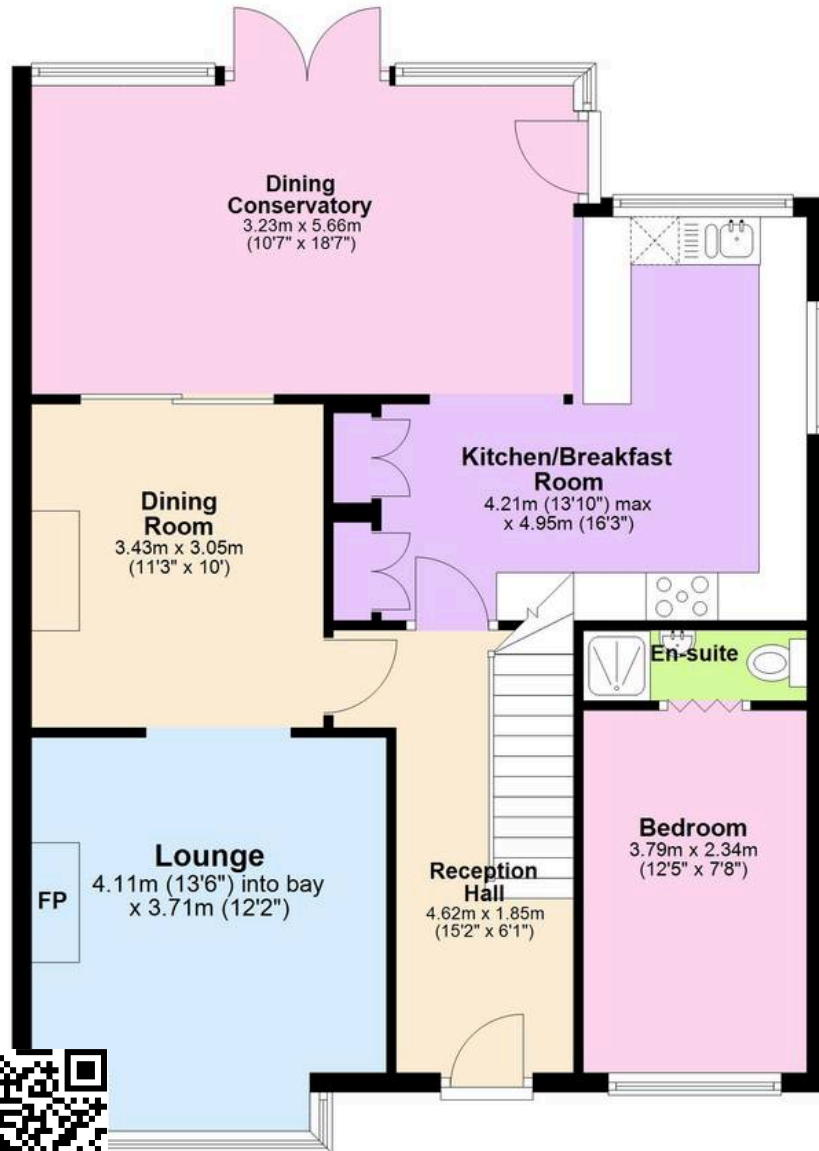 Dining
Conservatory
3.23m x 5.66m
(10'7" x 18'7")
Kitchen/Breakfast
Room
4.21m (13'10") max
x 4.95m (16'3")
Dining
Room
3.43m x 3.05m
(11'3" x 10')
En-suite
Lounge
4.11m (13'6") into bay
x 3.71m (12'2")
FP
Reception
Hall
4.62m x 1.85m
(15'2" x 6'1")
Bedroom
3.79m x 2.34m
(12'5" x 7'8")